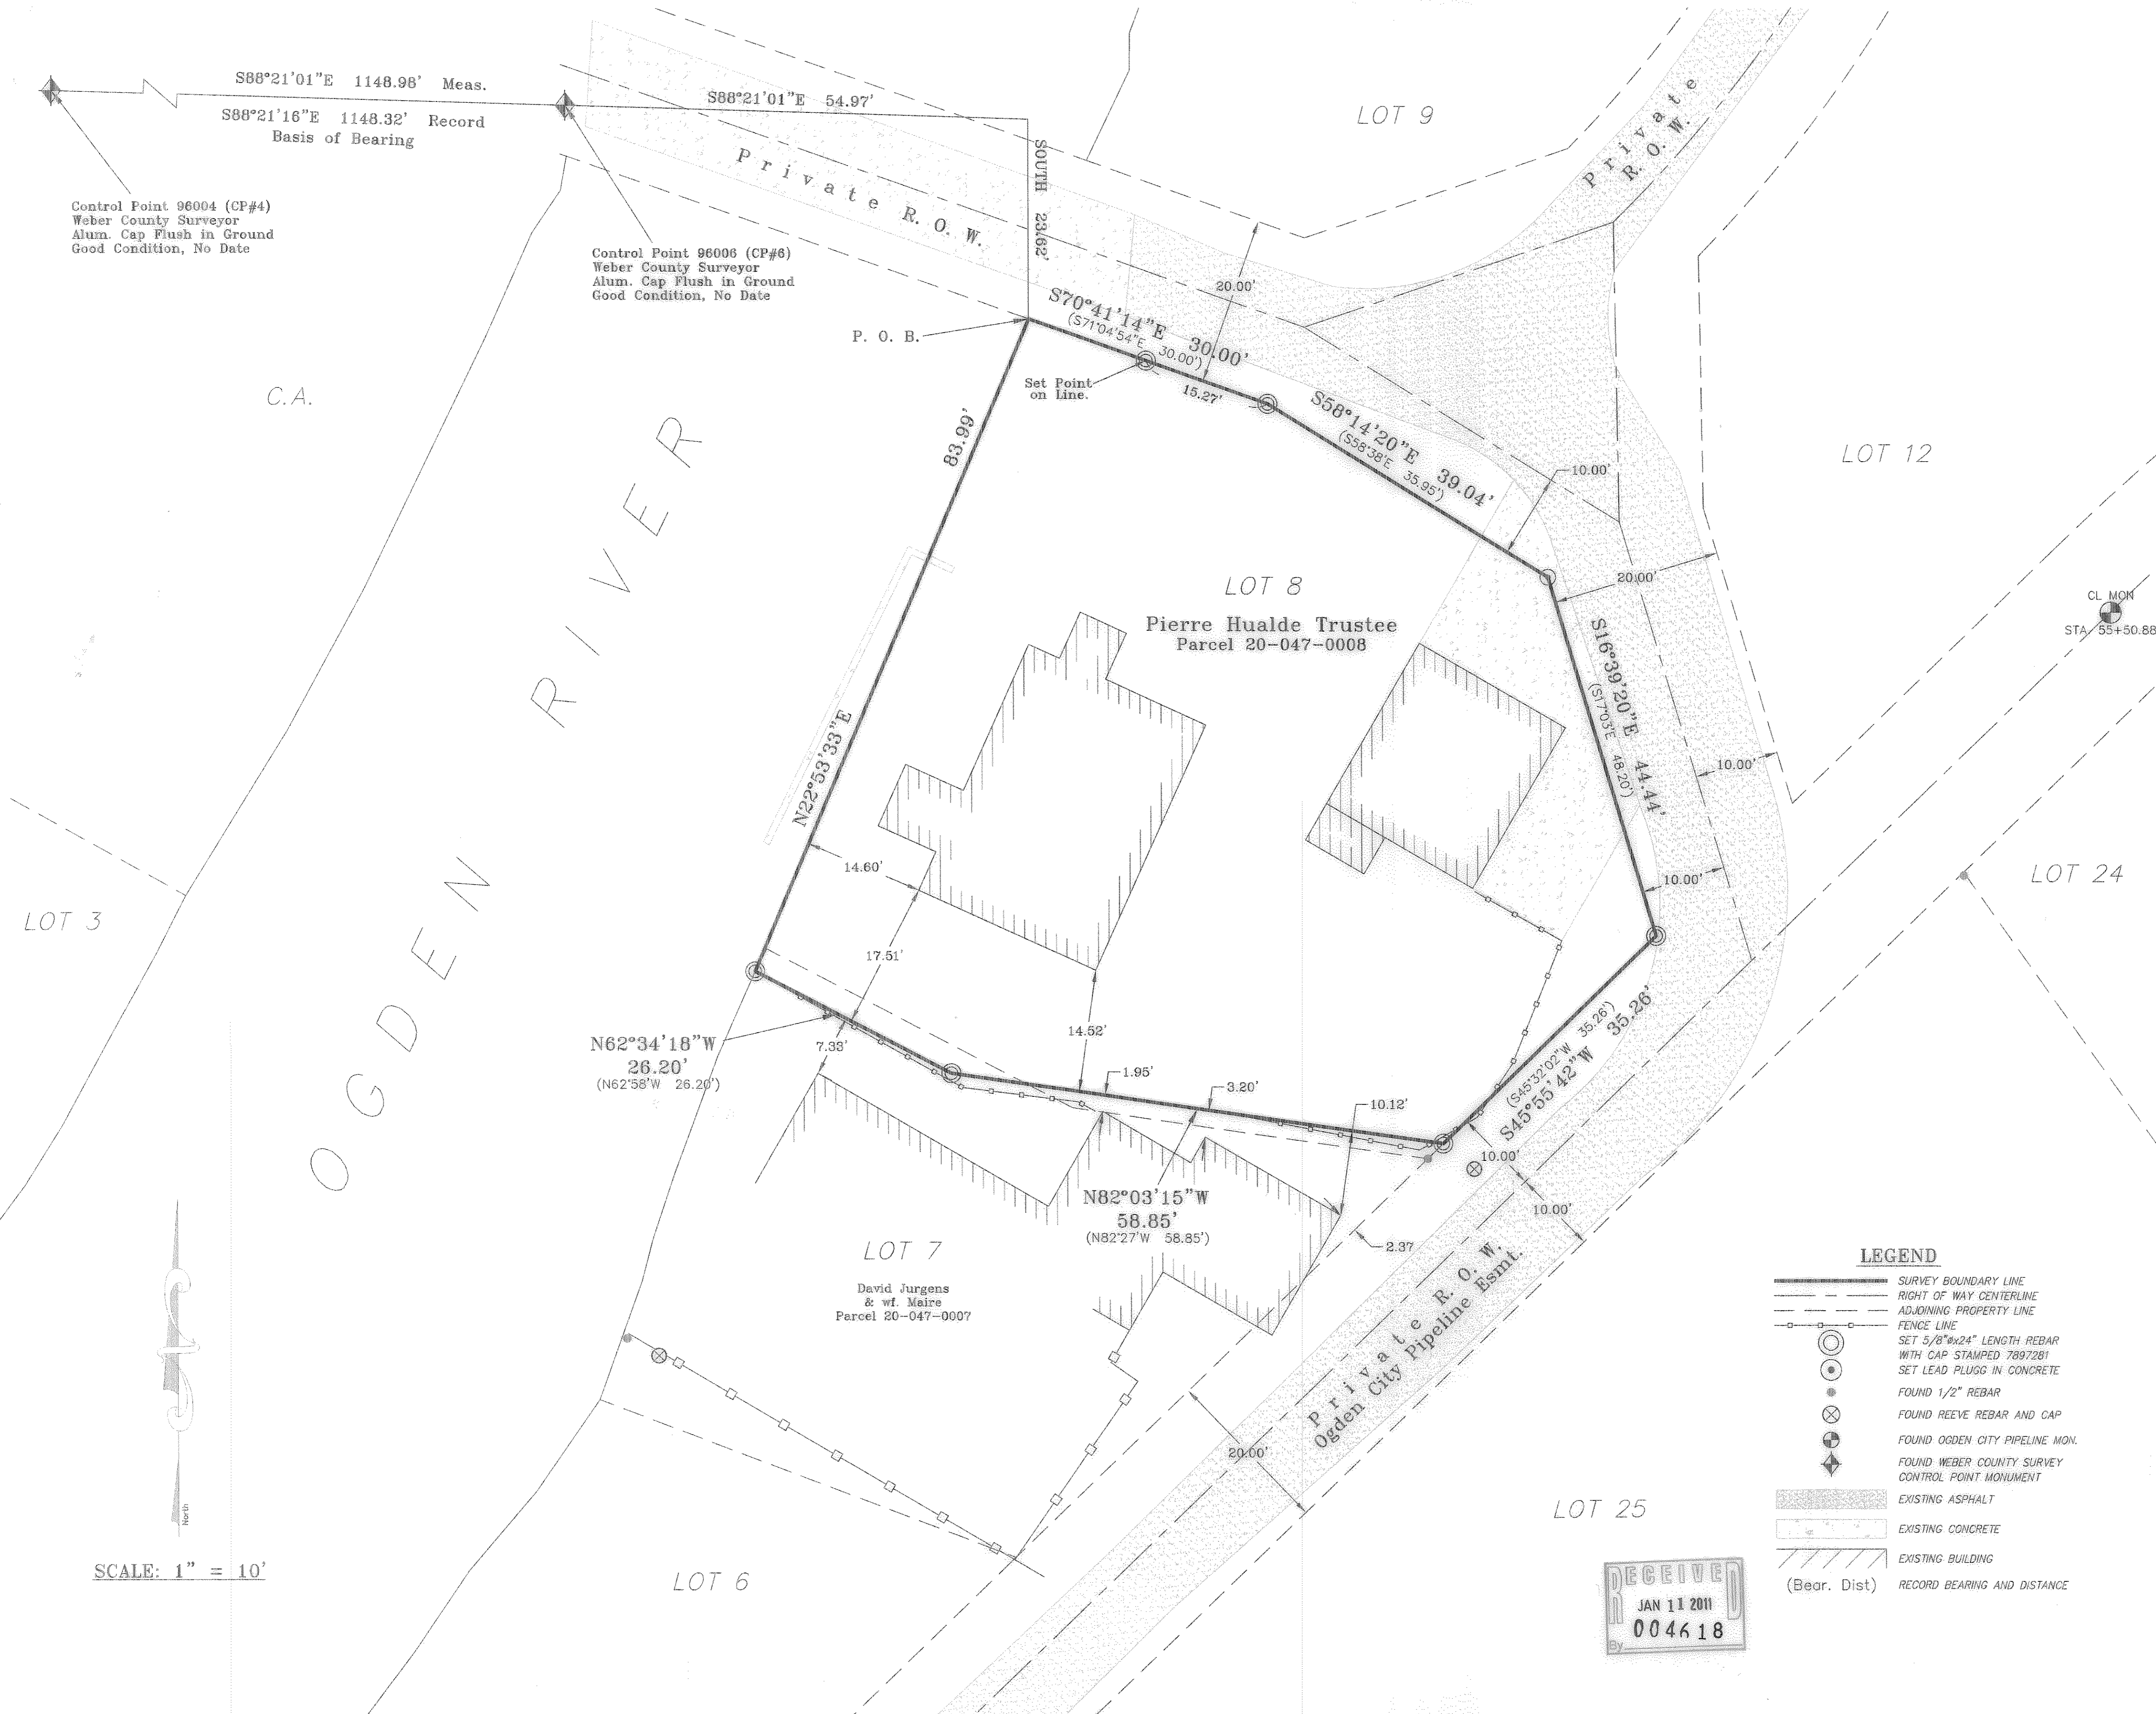 S88°21'01"E 1148.98' Meas.
S88°21'16"E 1148.32' Record
Basis of Bearing
S88°21'01"E 54.97'
Control Point 96004 (CP#4)
Weber County Surveyor
Alum. Cap Flush in Ground
Good Condition, No Date
Control Point 96006 (CP#6)
Weber County Surveyor
Alum. Cap Flush in Ground
Good Condition, No Date
Private R. O. W.
SOUTH 23.62'
LOT 9
Private
R. O. W.
20.00'
P. O. B.
S70°41'14"E 30.00'
(S71°04'54"E 30.00')
Set Point
on Line.
15.27'
S58°14'20"E 39.04'
(S58°38'E 35.95')
10.00'
C.A.
LOT 12
83.99'
N22°53'33"E
OGDEN RIVER
LOT 8
Pierre Hualde Trustee
Parcel 20-047-0008
20.00'
CL MON
STA. 55+50.88
S16°39'20"E 44.44'
(S17°03'E 48.20')
10.00'
10.00'
LOT 24
LOT 3
14.60'
17.51'
14.52'
7.33'
N62°34'18"W
26.20'
(N62°58'W 26.20')
1.95'
3.20'
10.12'
(S45°32'02"W 35.26')
S45°55'42"W 35.26'
10.00'
10.00'
N82°03'15"W
58.85'
(N82°27'W 58.85')
2.37
LOT 7
David Jurgens
& wf. Maire
Parcel 20-047-0007
Private R. O. W.
Ogden City Pipeline Esmt.
20.00'
LOT 25
LOT 6
North
SCALE: 1" = 10'
LEGEND
SURVEY BOUNDARY LINE
RIGHT OF WAY CENTERLINE
ADJOINING PROPERTY LINE
FENCE LINE
SET 5/8"øx24" LENGTH REBAR
WITH CAP STAMPED 7897281
SET LEAD PLUGG IN CONCRETE
FOUND 1/2" REBAR
FOUND REEVE REBAR AND CAP
FOUND OGDEN CITY PIPELINE MON.
FOUND WEBER COUNTY SURVEY
CONTROL POINT MONUMENT
EXISTING ASPHALT
EXISTING CONCRETE
EXISTING BUILDING
(Bear. Dist) RECORD BEARING AND DISTANCE
RECEIVED
JAN 11 2011
004618
By